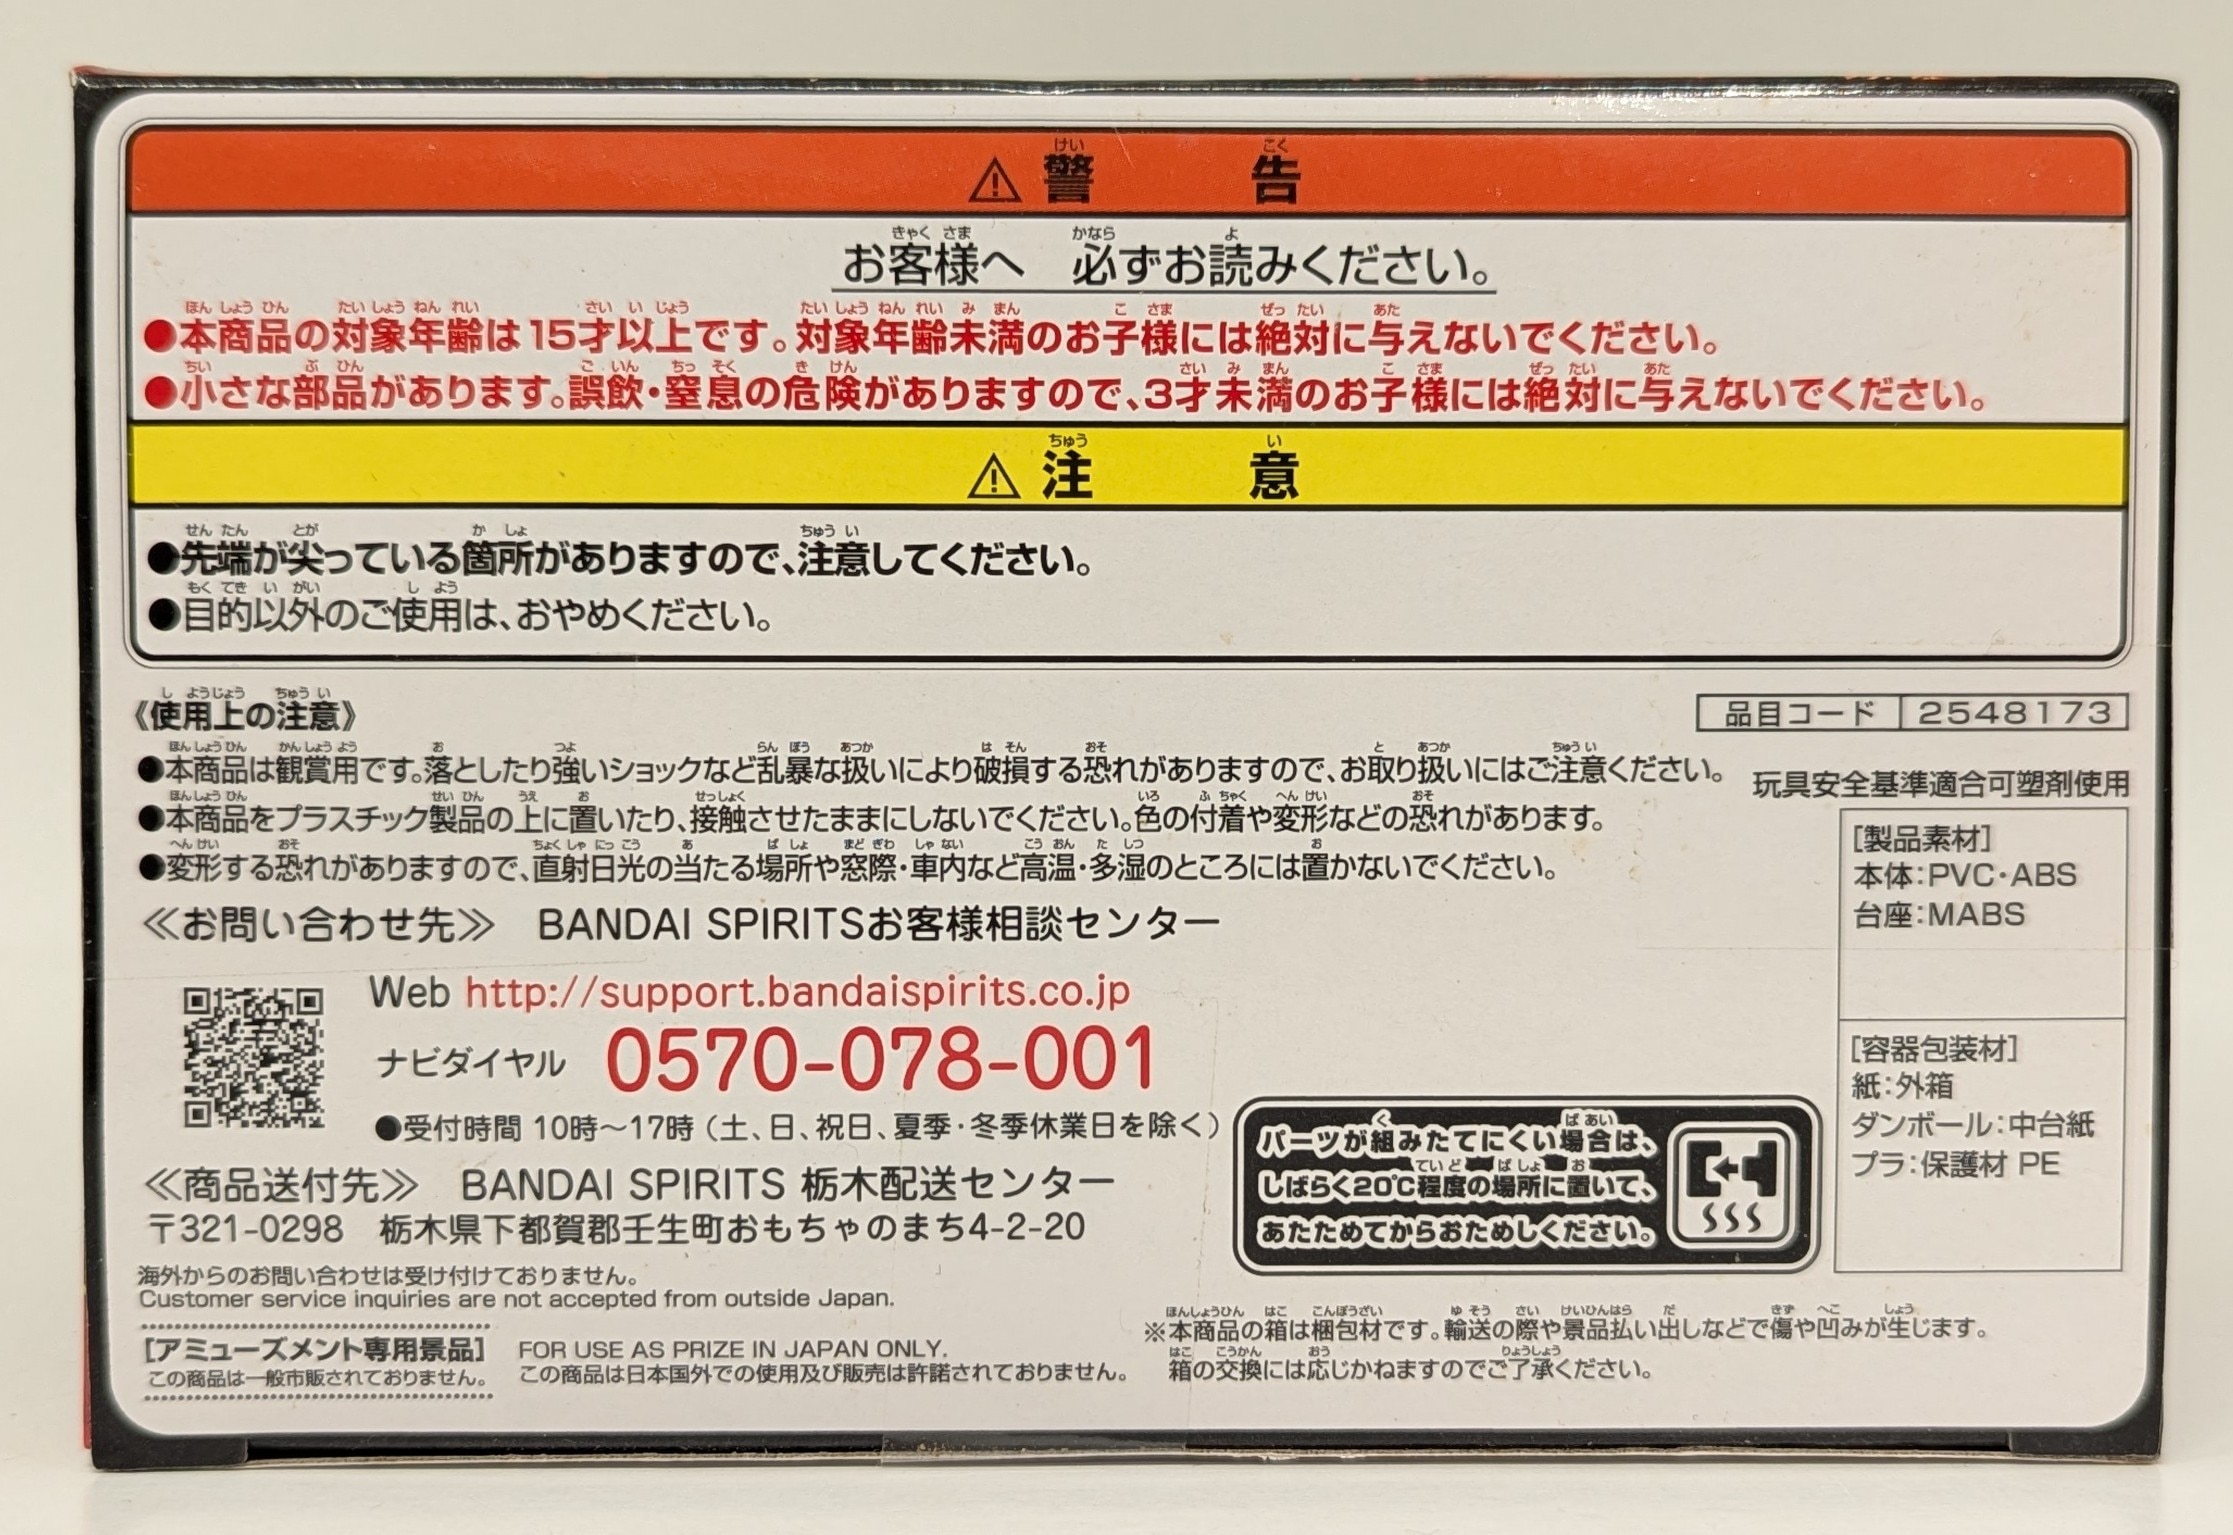 ⚠ 警告
お客様へ 必ずお読みください。
●本商品の対象年齢は15才以上です。対象年齢未満のお子様には絶対に与えないでください。
●小さな部品があります。誤飲・窒息の危険がありますので、3才未満のお子様には絶対に与えないでください。
⚠ 注意
●先端が尖っている箇所がありますので、注意してください。
●目的以外のご使用は、おやめください。
《使用上の注意》
品目コード 2548173
●本商品は観賞用です。落としたり強いショックなど乱暴な扱いにより破損する恐れがありますので、お取り扱いにはご注意ください。
●本商品をプラスチック製品の上に置いたり、接触させたままにしないでください。色の付着や変形などの恐れがあります。
●変形する恐れがありますので、直射日光の当たる場所や窓際・車内など高温・多湿のところには置かないでください。
玩具安全基準適合可塑剤使用
[製品素材]
本体:PVC・ABS
台座:MABS
[容器包装材]
紙:外箱
ダンボール:中台紙
プラ:保護材 PE
≪お問い合わせ先≫ BANDAI SPIRITSお客様相談センター
Web http://support.bandaispirits.co.jp
ナビダイヤル 0570-078-001
●受付時間 10時～17時（土、日、祝日、夏季・冬季休業日を除く）
≪商品送付先≫ BANDAI SPIRITS 栃木配送センター
〒321-0298 栃木県下都賀郡壬生町おもちゃのまち4-2-20
パーツが組みたてにくい場合は、
しばらく20℃程度の場所に置いて、
あたためてからおためしください。
海外からのお問い合わせは受け付けておりません。
Customer service inquiries are not accepted from outside Japan.
[アミューズメント専用景品]
この商品は一般市販されておりません。
FOR USE AS PRIZE IN JAPAN ONLY.
この商品は日本国外での使用及び販売は許諾されておりません。
※本商品の箱は梱包材です。輸送の際や景品払い出しなどで傷や凹みが生じます。
箱の交換には応じかねますのでご了承ください。